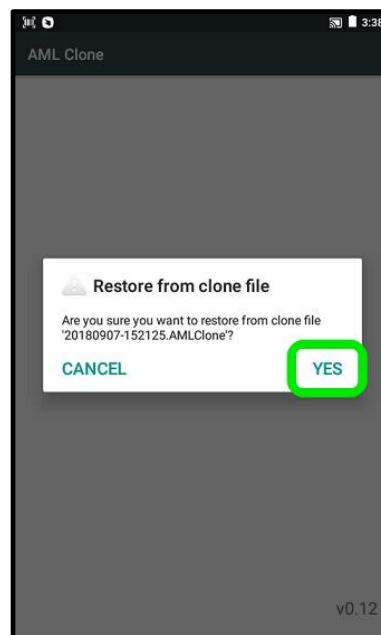 3:38
AML Clone
Restore from clone file
Are you sure you want to restore from clone file
'20180907-152125.AMLClone'?
CANCEL
YES
v0.12